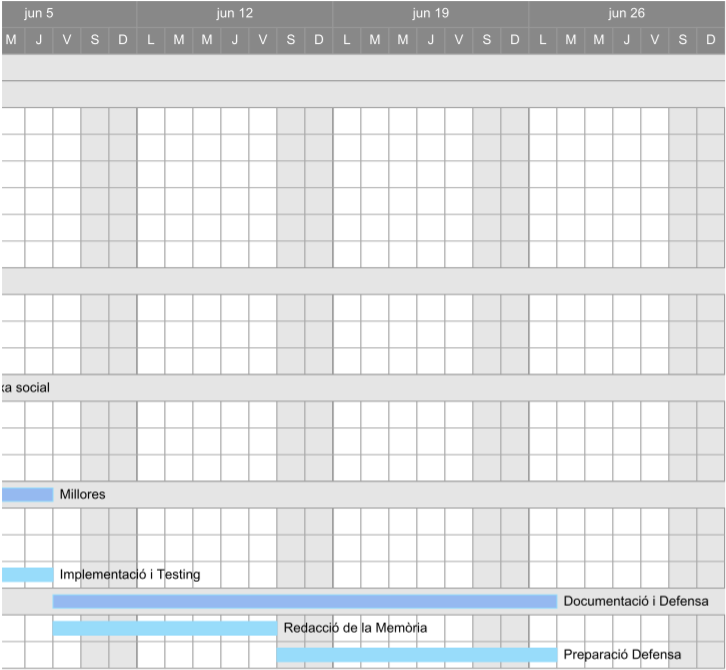 jun 5 jun 12 jun 19 jun 26
M J V S D L M M J V S D L M M J V S D L M M J V S D
xa social
Millores
Implementació i Testing
Documentació i Defensa
Redacció de la Memòria
Preparació Defensa